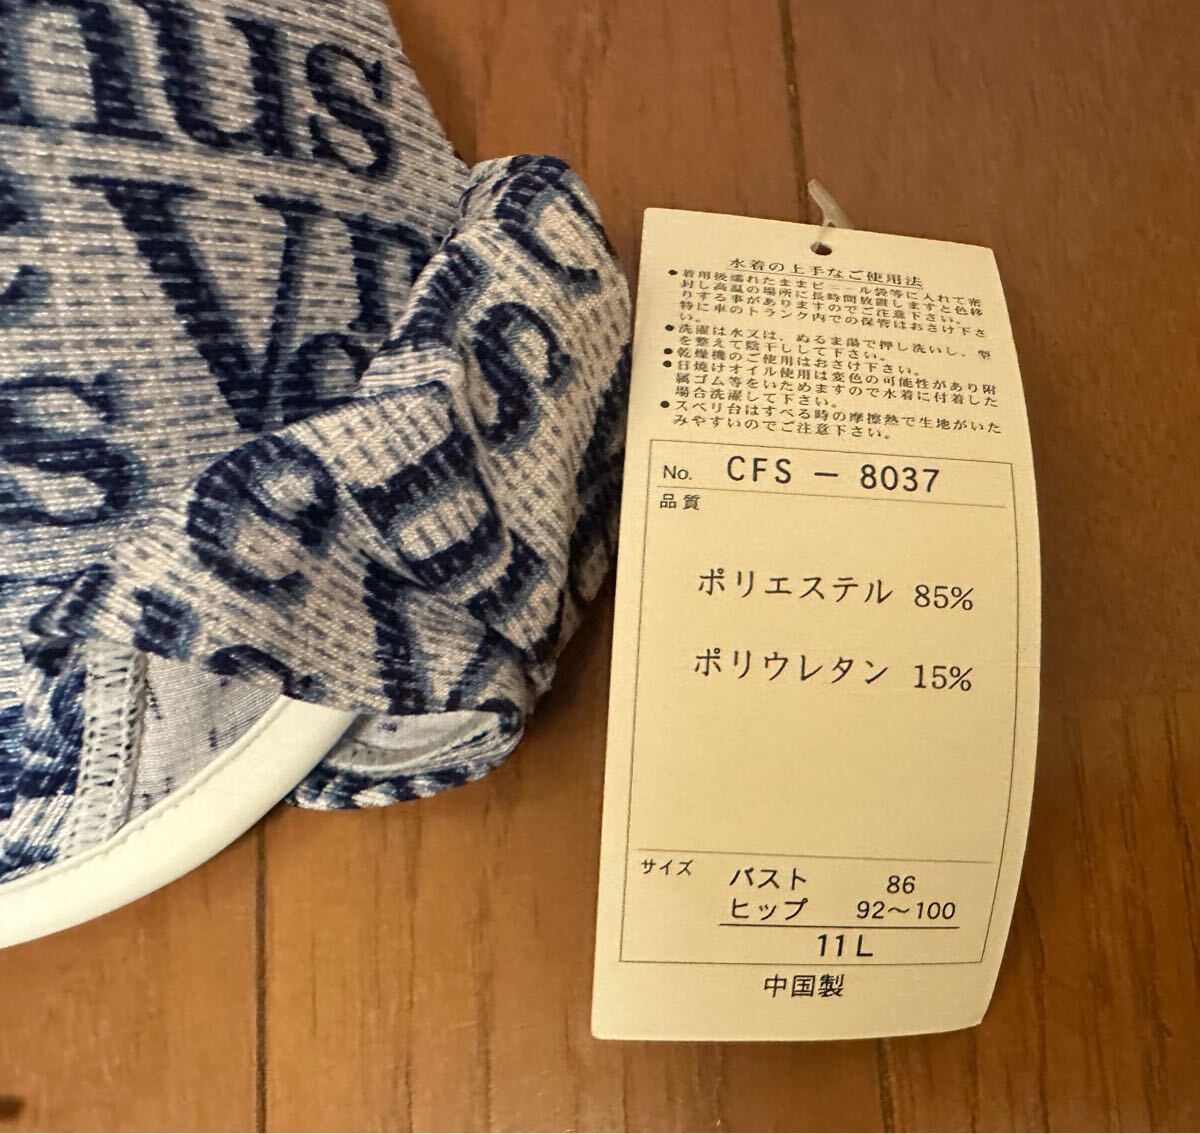 nus
水着の上手なご使用法
●着用後濡れたままビニール袋等に入れて密
封し高温の場所に長時間放置しますと色移
りする事がありますのでご注意下さい。
特に車のトランク内での保管はおさけ下さ
い。
●洗濯は水又は、ぬるま湯で押し洗いし、型
を整えて陰干しして下さい。
●乾燥機のご使用はおさけ下さい。
●日焼けオイル使用は変色の可能性があり附
属ゴム等をいためますので水着に付着した
場合洗濯して下さい。
●スベリ台はすべる時の摩擦熱で生地がいた
みやすいのでご注意下さい。
No. CFS － 8037
品質
ポリエステル 85%
ポリウレタン 15%
サイズ
バスト 86
ヒップ 92〜100
11L
中国製